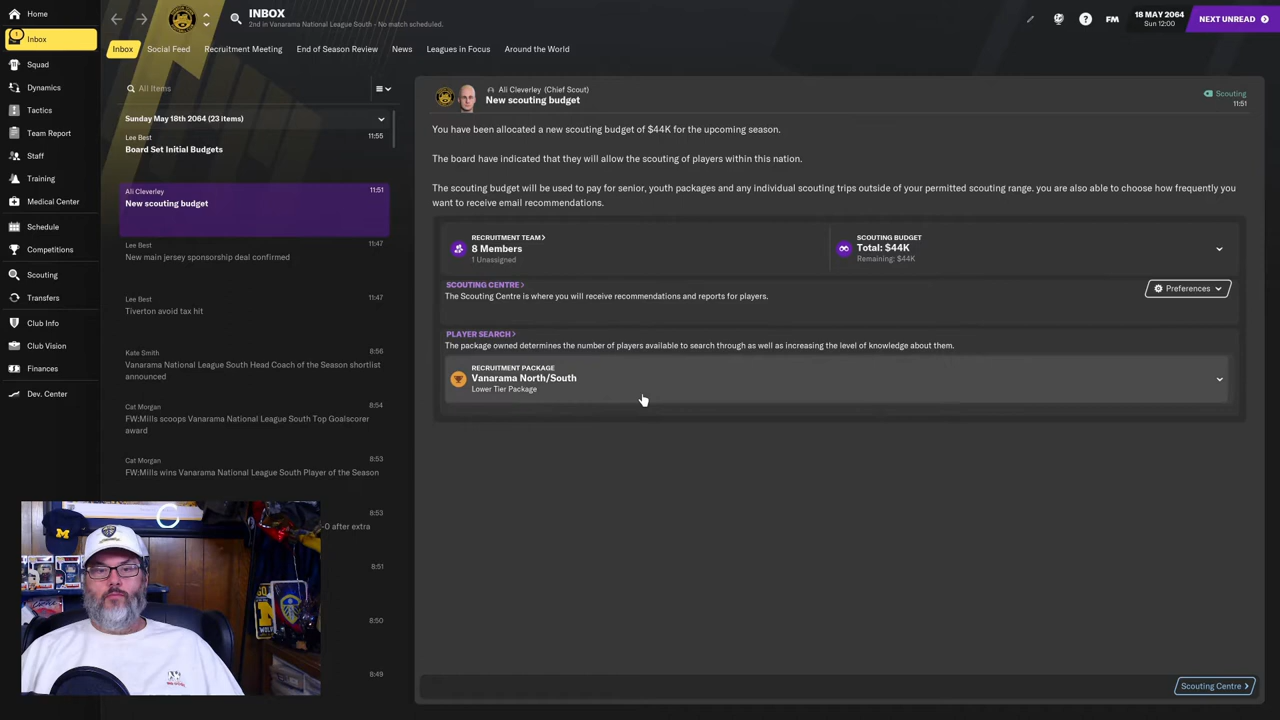 Home
INBOX
2nd in Vanarama National League South - No match scheduled.
FM
18 MAY 2064
Sun 12:00
NEXT UNREAD
1
Inbox
Squad
Dynamics
Tactics
Team Report
Staff
Training
Medical Center
Schedule
Competitions
Scouting
Transfers
Club Info
Club Vision
Finances
Dev. Center
Inbox
Social Feed
Recruitment Meeting
End of Season Review
News
Leagues in Focus
Around the World
All Items
Sunday May 18th 2064 (23 items)
Lee Best
11:55
Board Set Initial Budgets
Ali Cleverley
11:51
New scouting budget
Lee Best
11:47
New main jersey sponsorship deal confirmed
Lee Best
11:47
Tiverton avoid tax hit
Kate Smith
8:56
Vanarama National League South Head Coach of the Season shortlist
announced
Cat Morgan
8:54
FW:Mills scoops Vanarama National League South Top Goalscorer
award
Cat Morgan
8:53
FW:Mills wins Vanarama National League South Player of the Season
8:53
-0 after extra
8:51
8:50
8:49
Ali Cleverley (Chief Scout)
New scouting budget
Scouting
11:51
You have been allocated a new scouting budget of $44K for the upcoming season.
The board have indicated that they will allow the scouting of players within this nation.
The scouting budget will be used to pay for senior, youth packages and any individual scouting trips outside of your permitted scouting range. you are also able to choose how frequently you
want to receive email recommendations.
RECRUITMENT TEAM
8 Members
1 Unassigned
SCOUTING BUDGET
Total: $44K
Remaining: $44K
SCOUTING CENTRE
The Scouting Centre is where you will receive recommendations and reports for players.
Preferences
PLAYER SEARCH
The package owned determines the number of players available to search through as well as increasing the level of knowledge about them.
RECRUITMENT PACKAGE
Vanarama North/South
Lower Tier Package
Scouting Centre
M